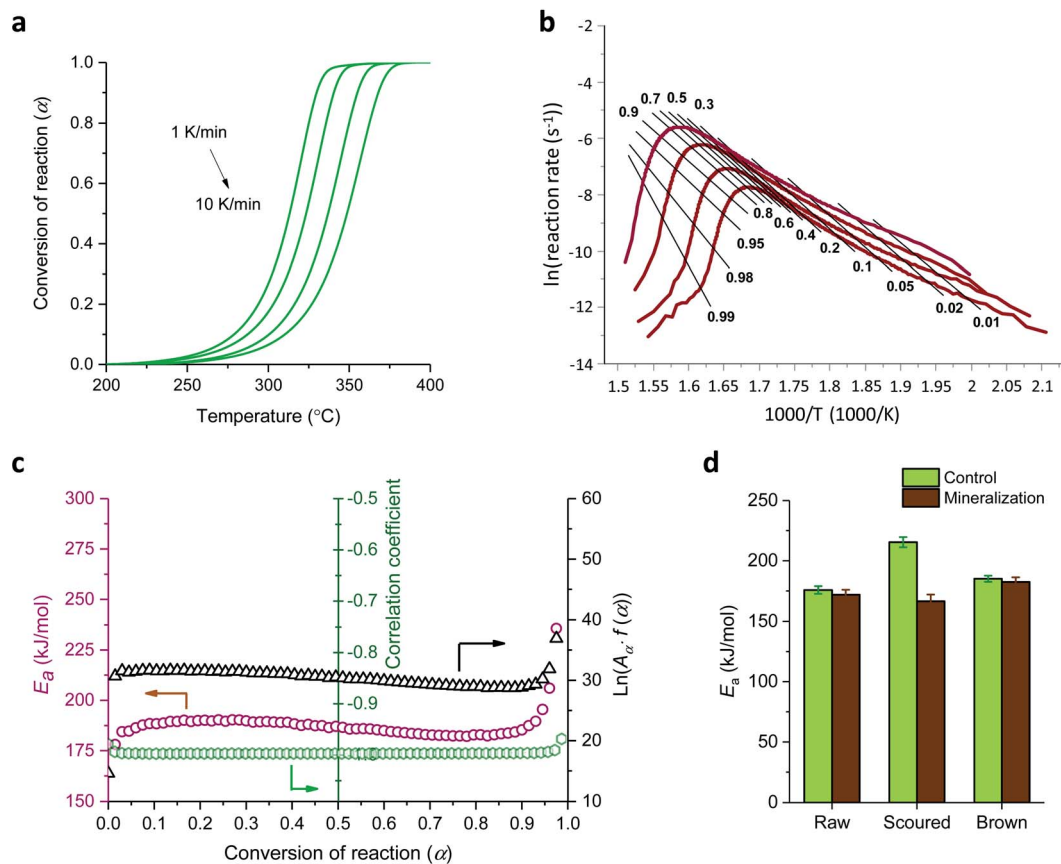 a
Conversion of reaction (α)
1.0
0.8
0.6
0.4
0.2
0.0
1 K/min
10 K/min
200 250 300 350 400
Temperature (°C)
b
ln(reaction rate (s⁻¹))
-2
-4
-6
-8
-10
-12
-14
0.9 0.7 0.5 0.3
0.8 0.6 0.4 0.2 0.1 0.05 0.02 0.01
0.95
0.98
0.99
1.5 1.55 1.6 1.65 1.7 1.75 1.8 1.85 1.9 1.95 2 2.05 2.1
1000/T (1000/K)
c
Eₐ (kJ/mol)
300
275
250
225
200
175
150
-0.5
-0.6
-0.7
-0.8
-0.9
Correlation coefficient
60
50
40
30
20
10
Ln(Aα· f (α))
0.0 0.1 0.2 0.3 0.4 0.5 0.6 0.7 0.8 0.9 1.0
Conversion of reaction (α)
d
Control
Mineralization
Eₐ (kJ/mol)
250
200
150
100
50
0
Raw Scoured Brown